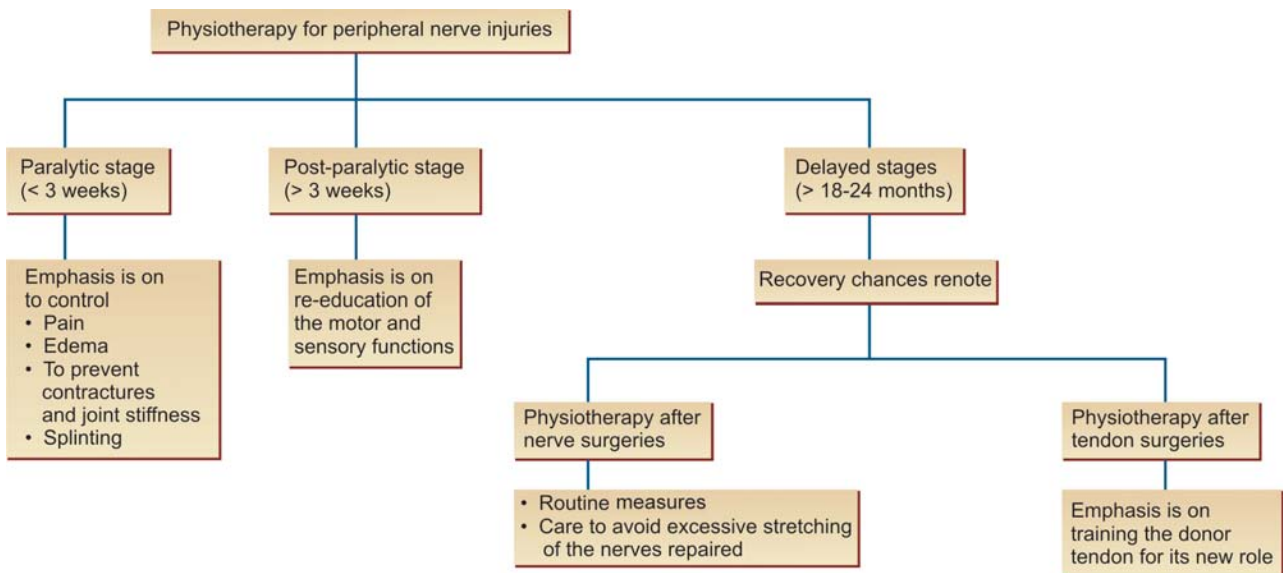 Physiotherapy for peripheral nerve injuries
Paralytic stage
(< 3 weeks)
Post-paralytic stage
(> 3 weeks)
Delayed stages
(> 18-24 months)
Emphasis is on
to control
• Pain
• Edema
• To prevent
contractures
and joint stiffness
• Splinting
Emphasis is on
re-education of
the motor and
sensory functions
Recovery chances renote
Physiotherapy after
nerve surgeries
Physiotherapy after
tendon surgeries
• Routine measures
• Care to avoid excessive stretching
of the nerves repaired
Emphasis is on
training the donor
tendon for its new role